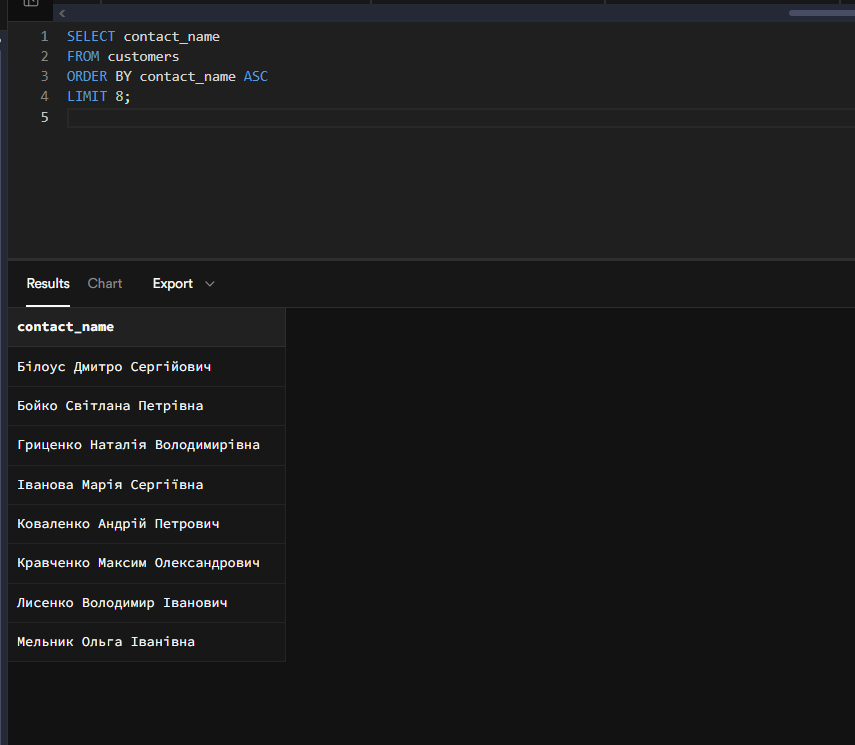 1 SELECT contact_name
2 FROM customers
3 ORDER BY contact_name ASC
4 LIMIT 8;
5
Results Chart Export
contact_name
Білоус Дмитро Сергійович
Бойко Світлана Петрівна
Гриценко Наталія Володимирівна
Іванова Марія Сергіївна
Коваленко Андрій Петрович
Кравченко Максим Олександрович
Лисенко Володимир Іванович
Мельник Ольга Іванівна